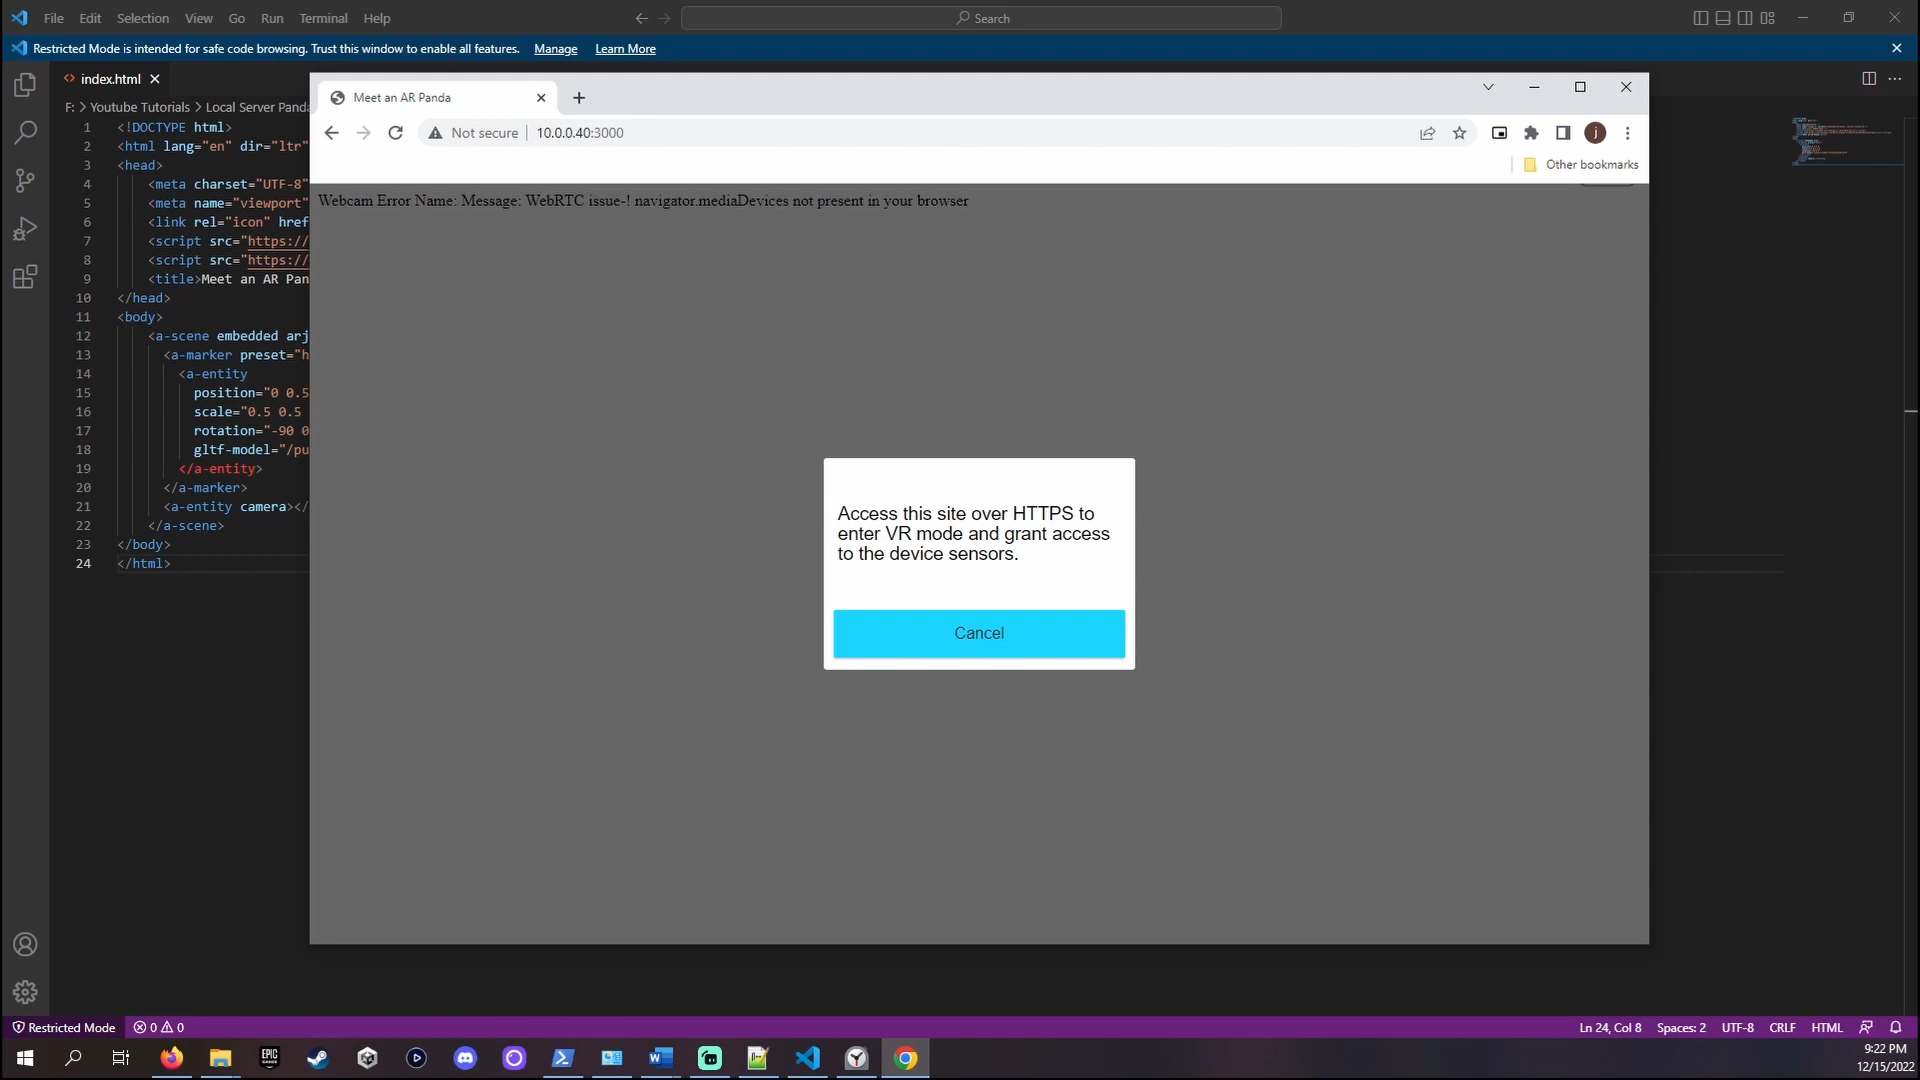 File Edit Selection View Go Run Terminal Help
Search
Restricted Mode is intended for safe code browsing. Trust this window to enable all features. Manage Learn More
index.html
F: > Youtube Tutorials > Local Server Panda
Meet an AR Panda
Not secure 10.0.0.40:3000
Other bookmarks
Webcam Error Name: Message: WebRTC issue-! navigator.mediaDevices not present in your browser
1 <!DOCTYPE html>
2 <html lang="en" dir="ltr"
3 <head>
4 <meta charset="UTF-8"
5 <meta name="viewport"
6 <link rel="icon" href
7 <script src="https://
8 <script src="https://
9 <title>Meet an AR Pan
10 </head>
11 <body>
12 <a-scene embedded arj
13 <a-marker preset="h
14 <a-entity
15 position="0 0.5
16 scale="0.5 0.5
17 rotation="-90 0
18 gltf-model="/pu
19 </a-entity>
20 </a-marker>
21 <a-entity camera></
22 </a-scene>
23 </body>
24 </html>
Access this site over HTTPS to
enter VR mode and grant access
to the device sensors.
Cancel
Restricted Mode 0 0
Ln 24, Col 8 Spaces: 2 UTF-8 CRLF HTML
EPIC GAMES
9:22 PM
12/15/2022